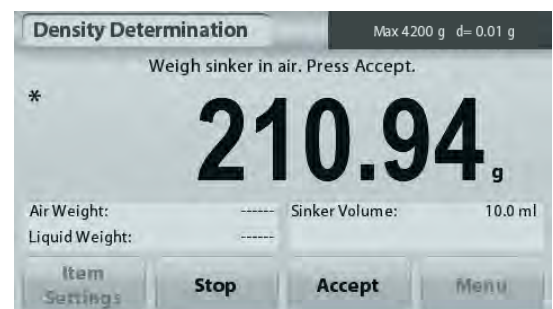 Density Determination
Max 4200 g d= 0.01 g
Weigh sinker in air. Press Accept.
*
210.94 g
Air Weight: ------ Sinker Volume: 10.0 ml
Liquid Weight: ------
Item Settings Stop Accept Menu